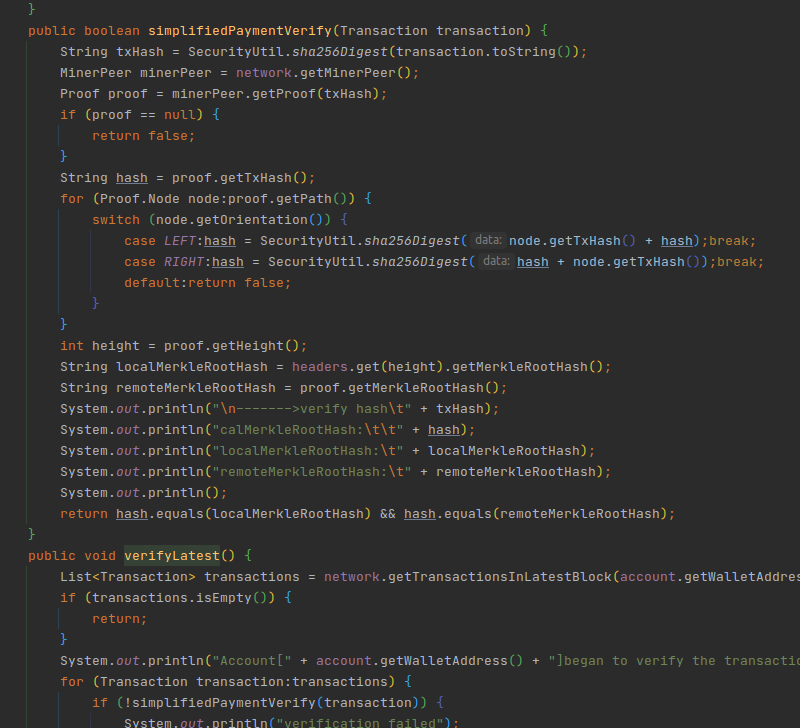 }
public boolean simplifiedPaymentVerify(Transaction transaction) {
    String txHash = SecurityUtil.sha256Digest(transaction.toString());
    MinerPeer minerPeer = network.getMinerPeer();
    Proof proof = minerPeer.getProof(txHash);
    if (proof == null) {
        return false;
    }
    String hash = proof.getTxHash();
    for (Proof.Node node:proof.getPath()) {
        switch (node.getOrientation()) {
            case LEFT:hash = SecurityUtil.sha256Digest( data: node.getTxHash() + hash);break;
            case RIGHT:hash = SecurityUtil.sha256Digest( data: hash + node.getTxHash());break;
            default:return false;
        }
    }
    int height = proof.getHeight();
    String localMerkleRootHash = headers.get(height).getMerkleRootHash();
    String remoteMerkleRootHash = proof.getMerkleRootHash();
    System.out.println("\n------->verify hash\t" + txHash);
    System.out.println("calMerkleRootHash:\t\t" + hash);
    System.out.println("localMerkleRootHash:\t" + localMerkleRootHash);
    System.out.println("remoteMerkleRootHash:\t" + remoteMerkleRootHash);
    System.out.println();
    return hash.equals(localMerkleRootHash) && hash.equals(remoteMerkleRootHash);
}
public void verifyLatest() {
    List<Transaction> transactions = network.getTransactionsInLatestBlock(account.getWalletAddres
    if (transactions.isEmpty()) {
        return;
    }
    System.out.println("Account[" + account.getWalletAddress() + "]began to verify the transactio
    for (Transaction transaction:transactions) {
        if (!simplifiedPaymentVerify(transaction)) {
            System.out.println("verification failed");